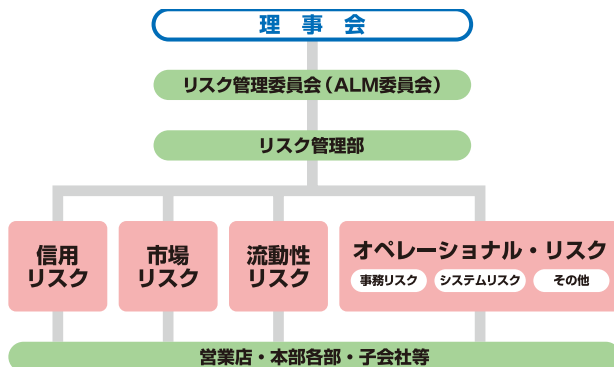 理事会
リスク管理委員会（ALM委員会）
リスク管理部
信用
リスク
市場
リスク
流動性
リスク
オペレーショナル・リスク
事務リスク
システムリスク
その他
営業店・本部各部・子会社等